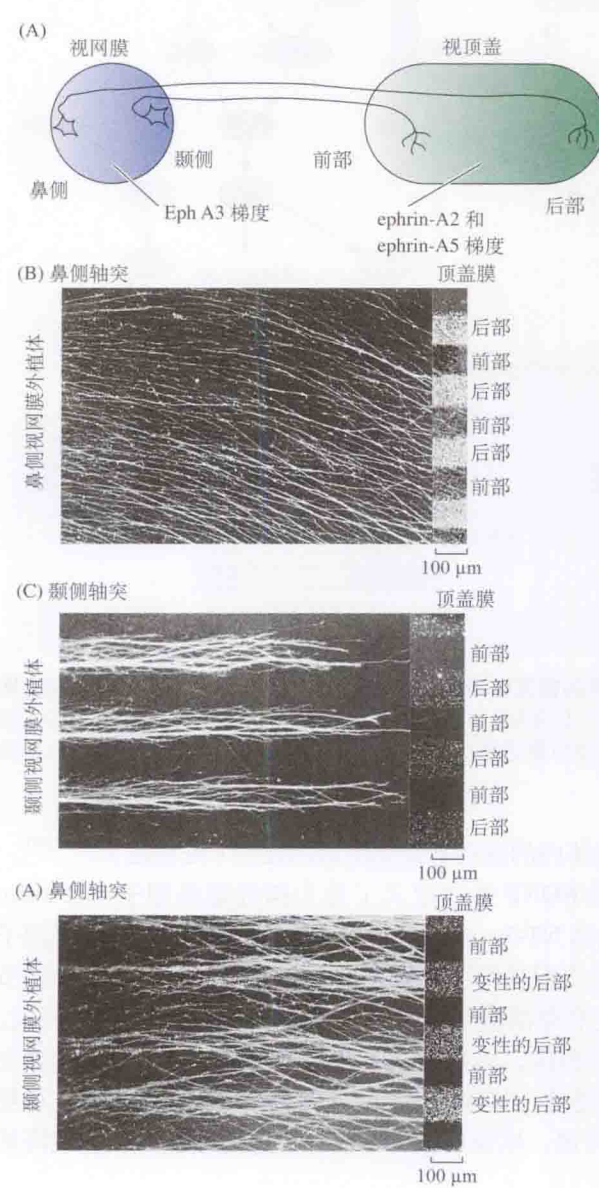 (A)
视网膜
视顶盖
颞侧
前部
鼻侧
Eph A3 梯度
ephrin-A2 和
ephrin-A5 梯度
后部
(B) 鼻侧轴突
顶盖膜
鼻侧视网膜外植体
后部
前部
后部
前部
后部
前部
100 μm
(C) 颞侧轴突
顶盖膜
颞侧视网膜外植体
前部
后部
前部
后部
前部
后部
(A) 鼻侧轴突
顶盖膜
颞侧视网膜外植体
前部
变性的后部
前部
变性的后部
前部
变性的后部
100 μm